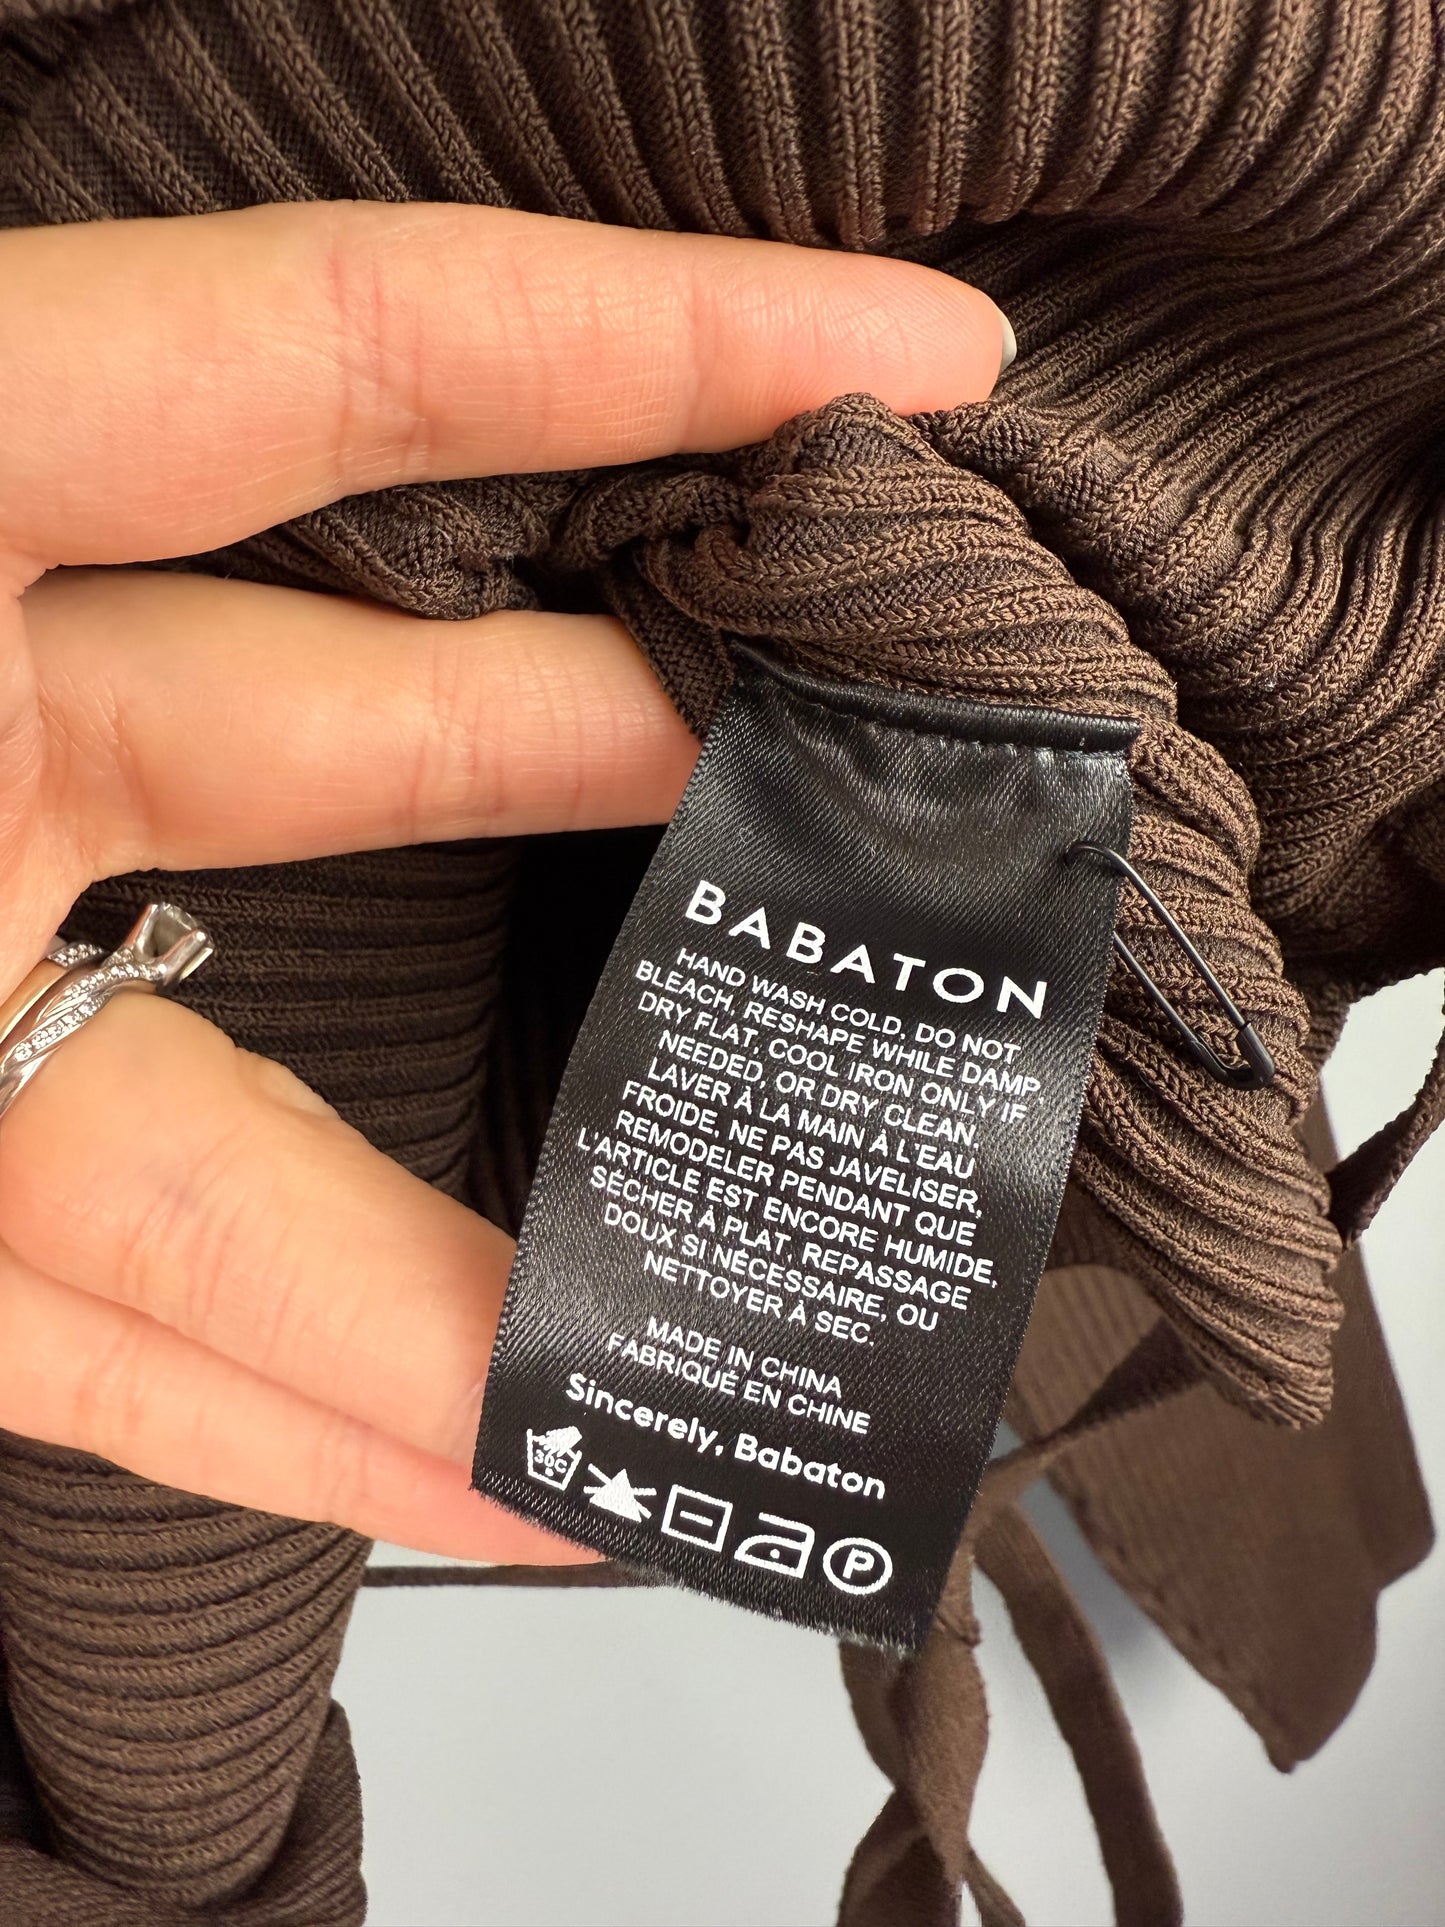 BABATON
HAND WASH COLD, DO NOT
BLEACH, RESHAPE WHILE DAMP,
DRY FLAT, COOL IRON ONLY IF
NEEDED, OR DRY CLEAN.
LAVER À LA MAIN À L'EAU
FROIDE, NE PAS JAVELISER,
REMODELER PENDANT QUE
L'ARTICLE EST ENCORE HUMIDE,
SÉCHER À PLAT, REPASSAGE
DOUX SI NÉCESSAIRE, OU
NETTOYER À SEC.
MADE IN CHINA
FABRIQUÉ EN CHINE
Sincerely, Babaton
30C P